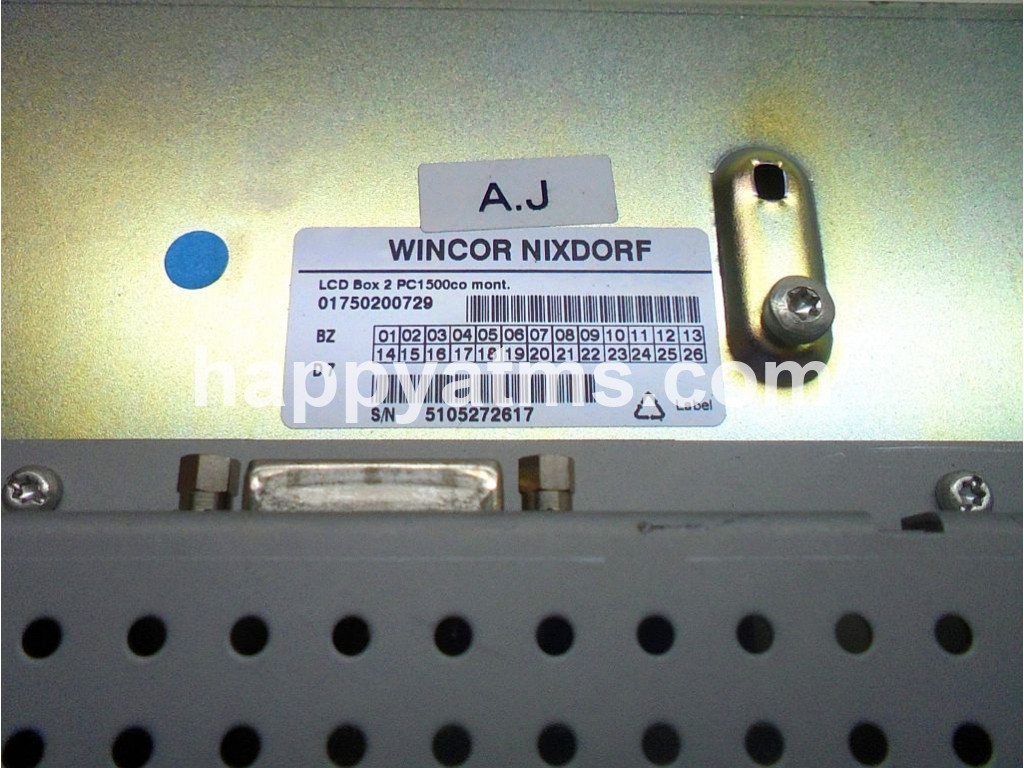 A.J
WINCOR NIXDORF
LCD Box 2 PC1500co mont.
01750200729
BZ 01 02 03 04 05 06 07 08 09 10 11 12 13
14 15 16 17 18 19 20 21 22 23 24 25 26
happyatms.com
S/N 5105272617
Label